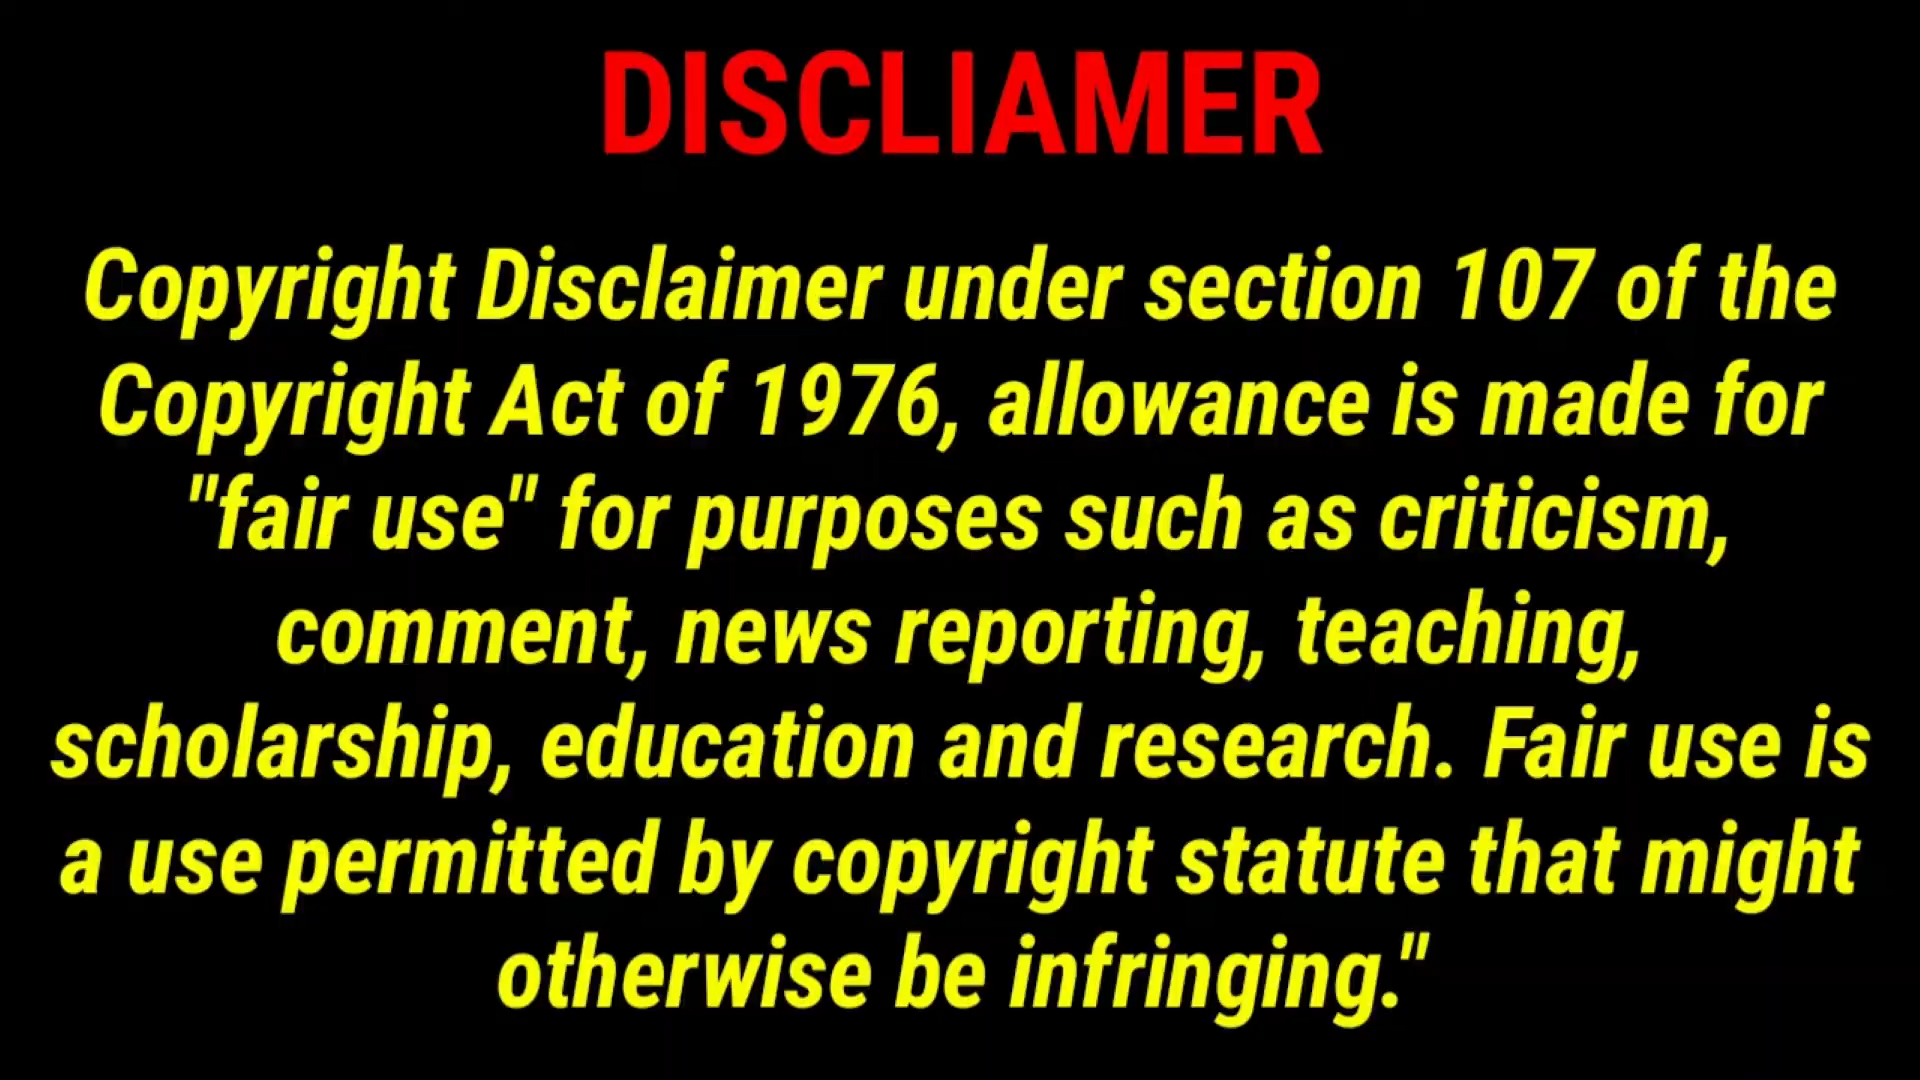 DISCLIAMER
Copyright Disclaimer under section 107 of the
Copyright Act of 1976, allowance is made for
"fair use" for purposes such as criticism,
comment, news reporting, teaching,
scholarship, education and research. Fair use is
a use permitted by copyright statute that might
otherwise be infringing."